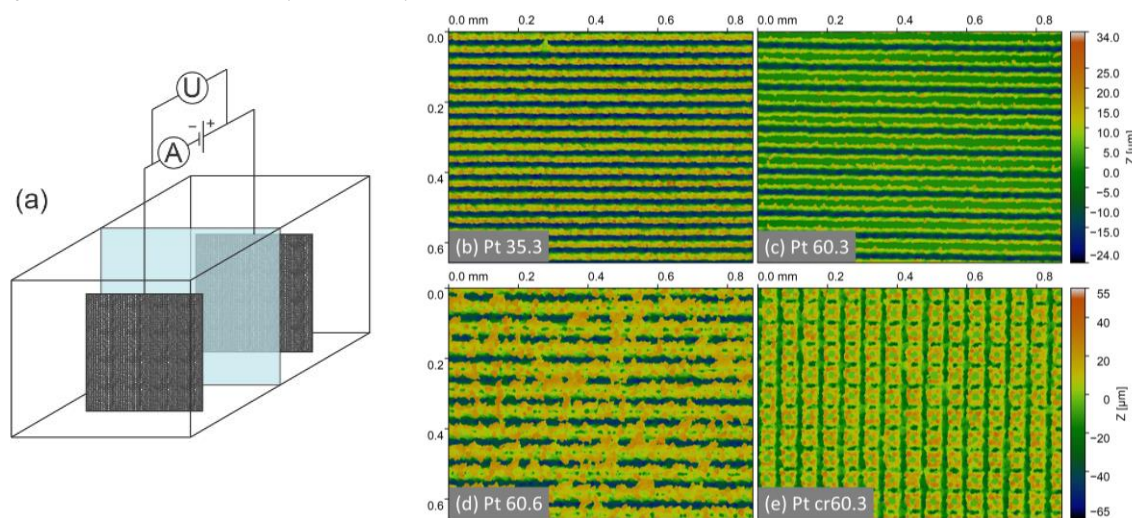 (a)
U
A
− +
0.0 mm 0.2 0.4 0.6 0.8
0.0
0.2
0.4
0.6
(b) Pt 35.3
0.0 mm 0.2 0.4 0.6 0.8
(c) Pt 60.3
34.0
25.0
20.0
15.0
10.0
5.0
0.0
−5.0
−10.0
−15.0
−24.0
Z [µm]
0.0 mm 0.2 0.4 0.6 0.8
0.0
0.2
0.4
0.6
(d) Pt 60.6
0.0 mm 0.2 0.4 0.6 0.8
(e) Pt cr60.3
55
40
20
0
−20
−40
−65
Z [µm]